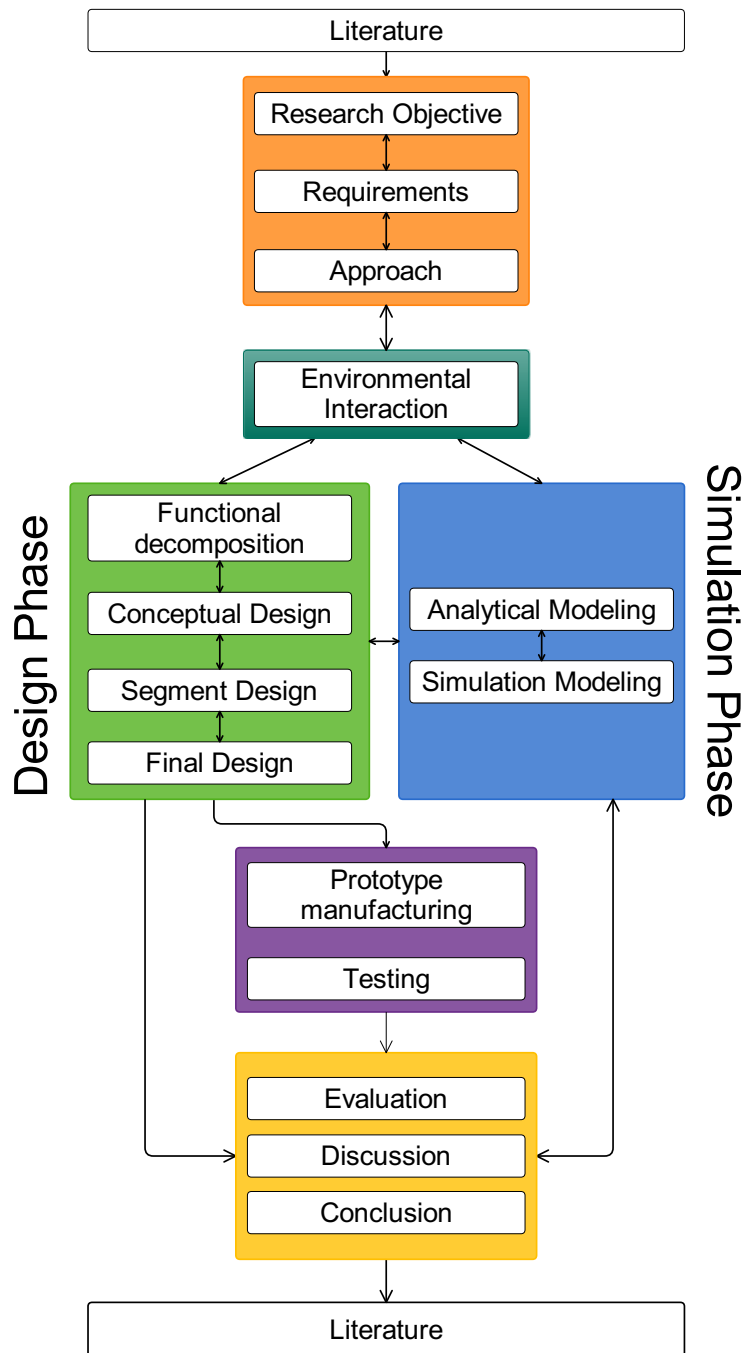 Literature
Research Objective
Requirements
Approach
Environmental
Interaction
Design Phase
Functional
decomposition
Conceptual Design
Segment Design
Final Design
Simulation Phase
Analytical Modeling
Simulation Modeling
Prototype
manufacturing
Testing
Evaluation
Discussion
Conclusion
Literature